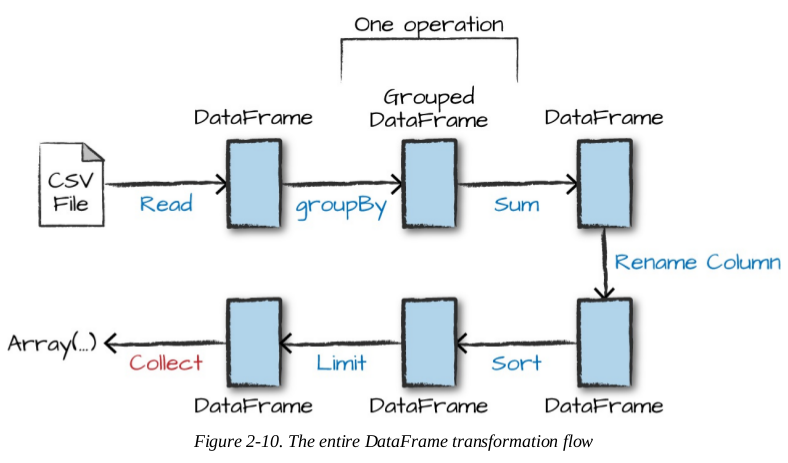 One operation
DataFrame
Grouped
DataFrame
DataFrame
CSV
File
Read
groupBy
Sum
Rename Column
Array(...)
Collect
Limit
Sort
DataFrame
DataFrame
DataFrame
Figure 2-10. The entire DataFrame transformation flow